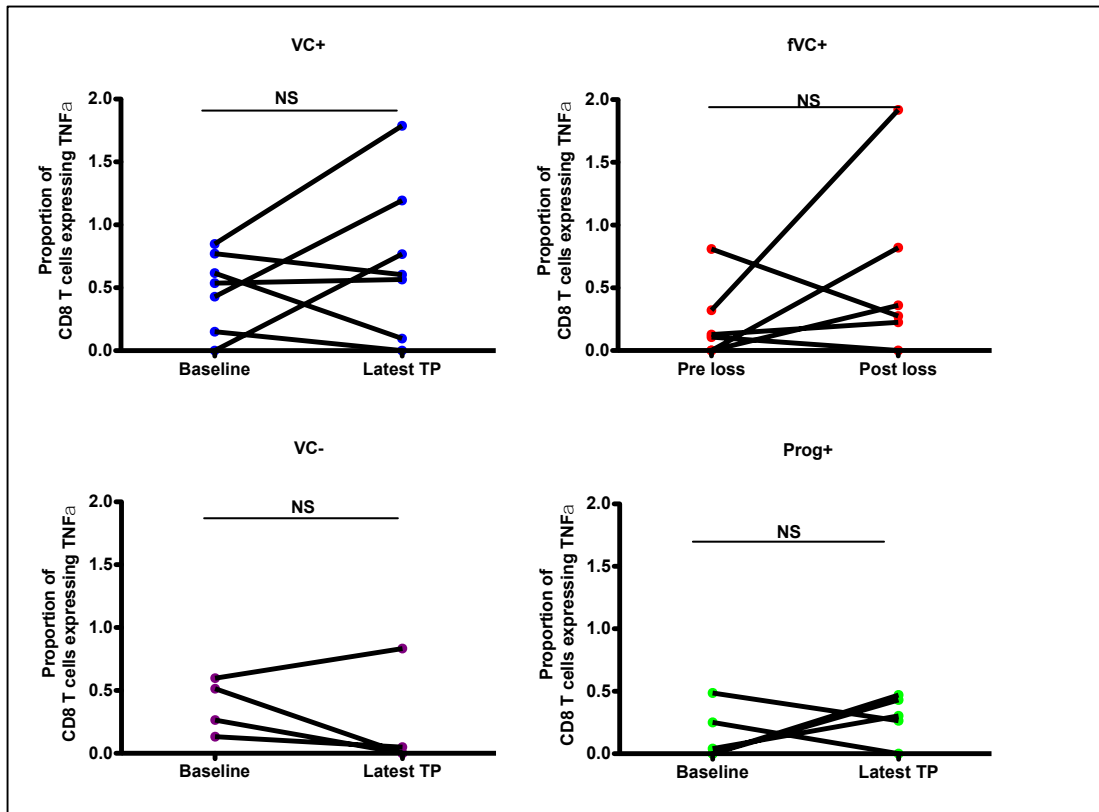 VC+
NS
2.0
1.5
1.0
0.5
0.0
Proportion of
CD8 T cells expressing TNFa
Baseline
Latest TP
fVC+
NS
2.0
1.5
1.0
0.5
0.0
Proportion of
CD8 T cells expressing TNFa
Pre loss
Post loss
VC-
NS
2.0
1.5
1.0
0.5
0.0
Proportion of
CD8 T cells expressing TNFa
Baseline
Latest TP
Prog+
NS
2.0
1.5
1.0
0.5
0.0
Proportion of
CD8 T cells expressing TNFa
Baseline
Latest TP